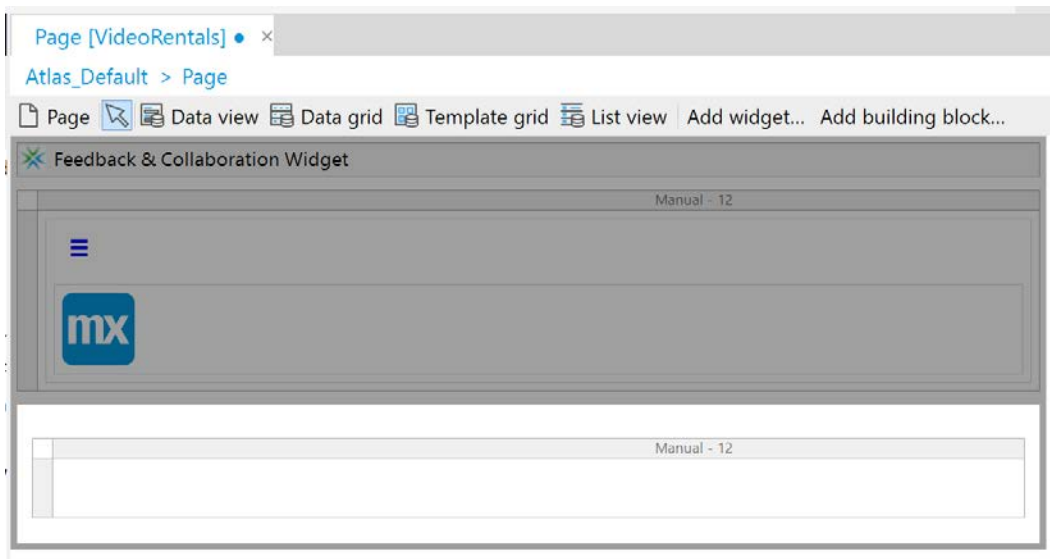 Page [VideoRentals] ● ×
Atlas_Default > Page
Page Data view Data grid Template grid List view Add widget... Add building block...
Feedback & Collaboration Widget
Manual - 12
mx
Manual - 12